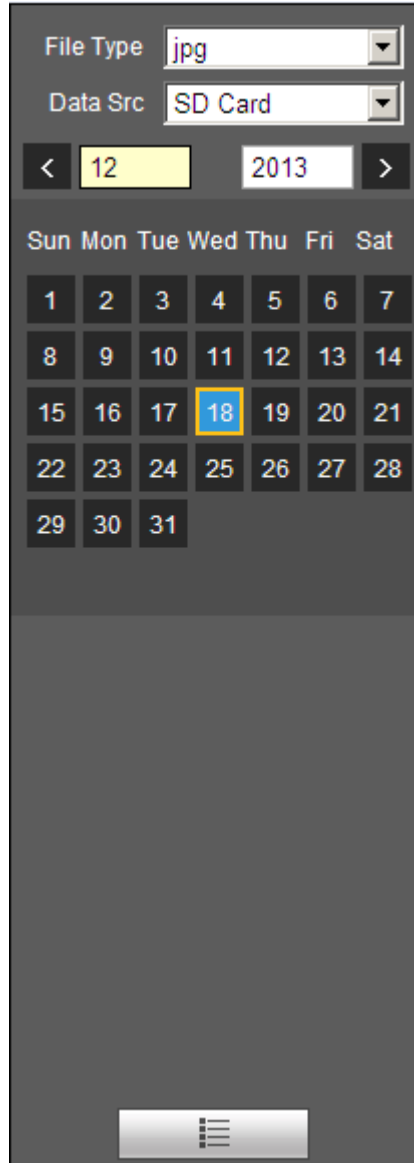 File Type jpg
Data Src SD Card
< 12 2013 >
Sun Mon Tue Wed Thu Fri Sat
1 2 3 4 5 6 7
8 9 10 11 12 13 14
15 16 17 18 19 20 21
22 23 24 25 26 27 28
29 30 31